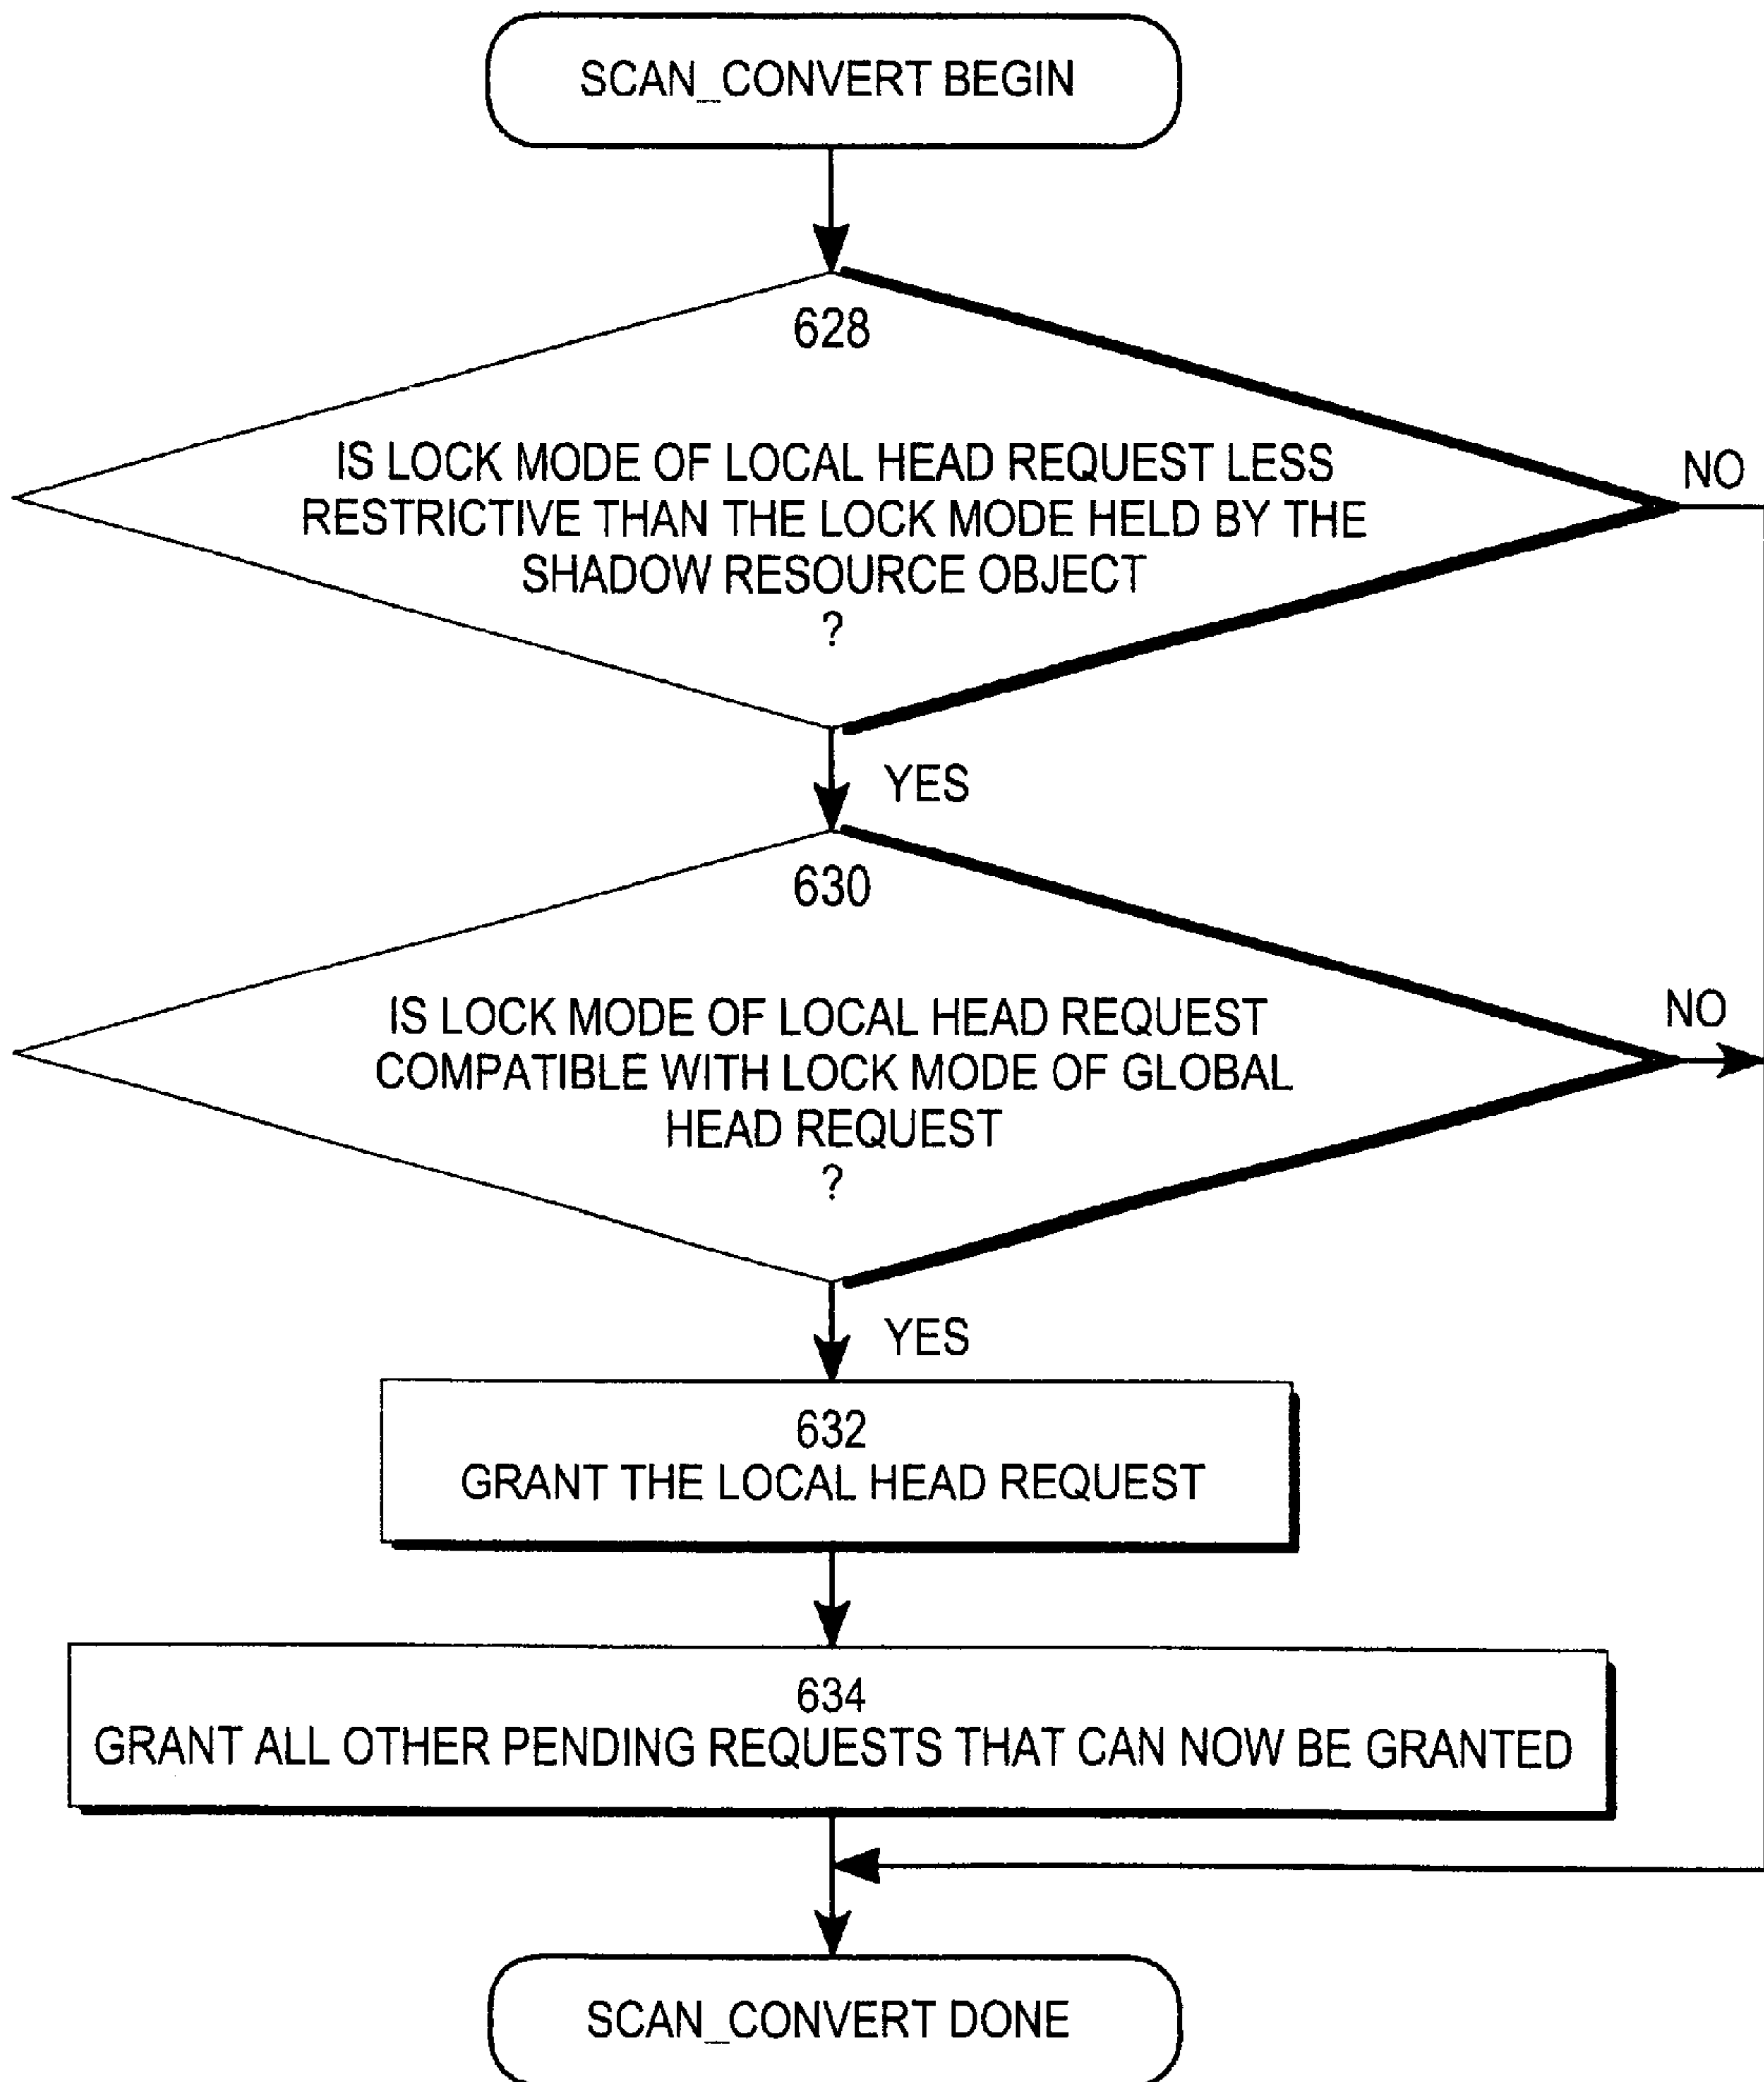 SCAN_CONVERT BEGIN
628
IS LOCK MODE OF LOCAL HEAD REQUEST LESS
RESTRICTIVE THAN THE LOCK MODE HELD BY THE
SHADOW RESOURCE OBJECT
?
NO
YES
630
IS LOCK MODE OF LOCAL HEAD REQUEST
COMPATIBLE WITH LOCK MODE OF GLOBAL
HEAD REQUEST
?
NO
YES
632
GRANT THE LOCAL HEAD REQUEST
634
GRANT ALL OTHER PENDING REQUESTS THAT CAN NOW BE GRANTED
SCAN_CONVERT DONE